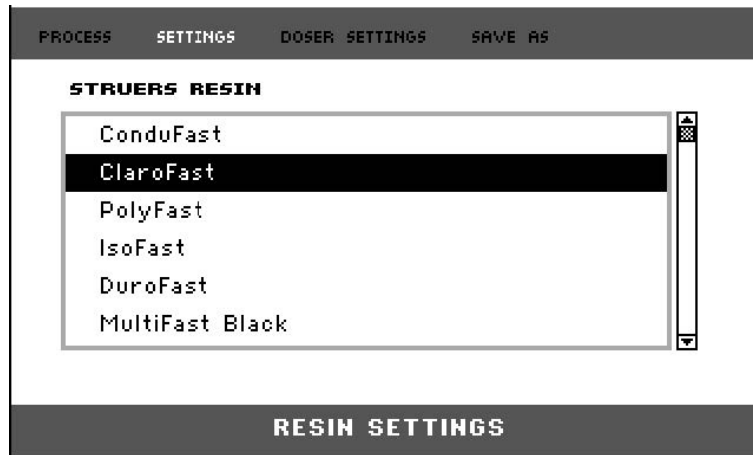 PROCESS SETTINGS DOSER SETTINGS SAVE AS
STRUERS RESIN
ConduFast
ClaroFast
PolyFast
IsoFast
DuroFast
MultiFast Black
RESIN SETTINGS